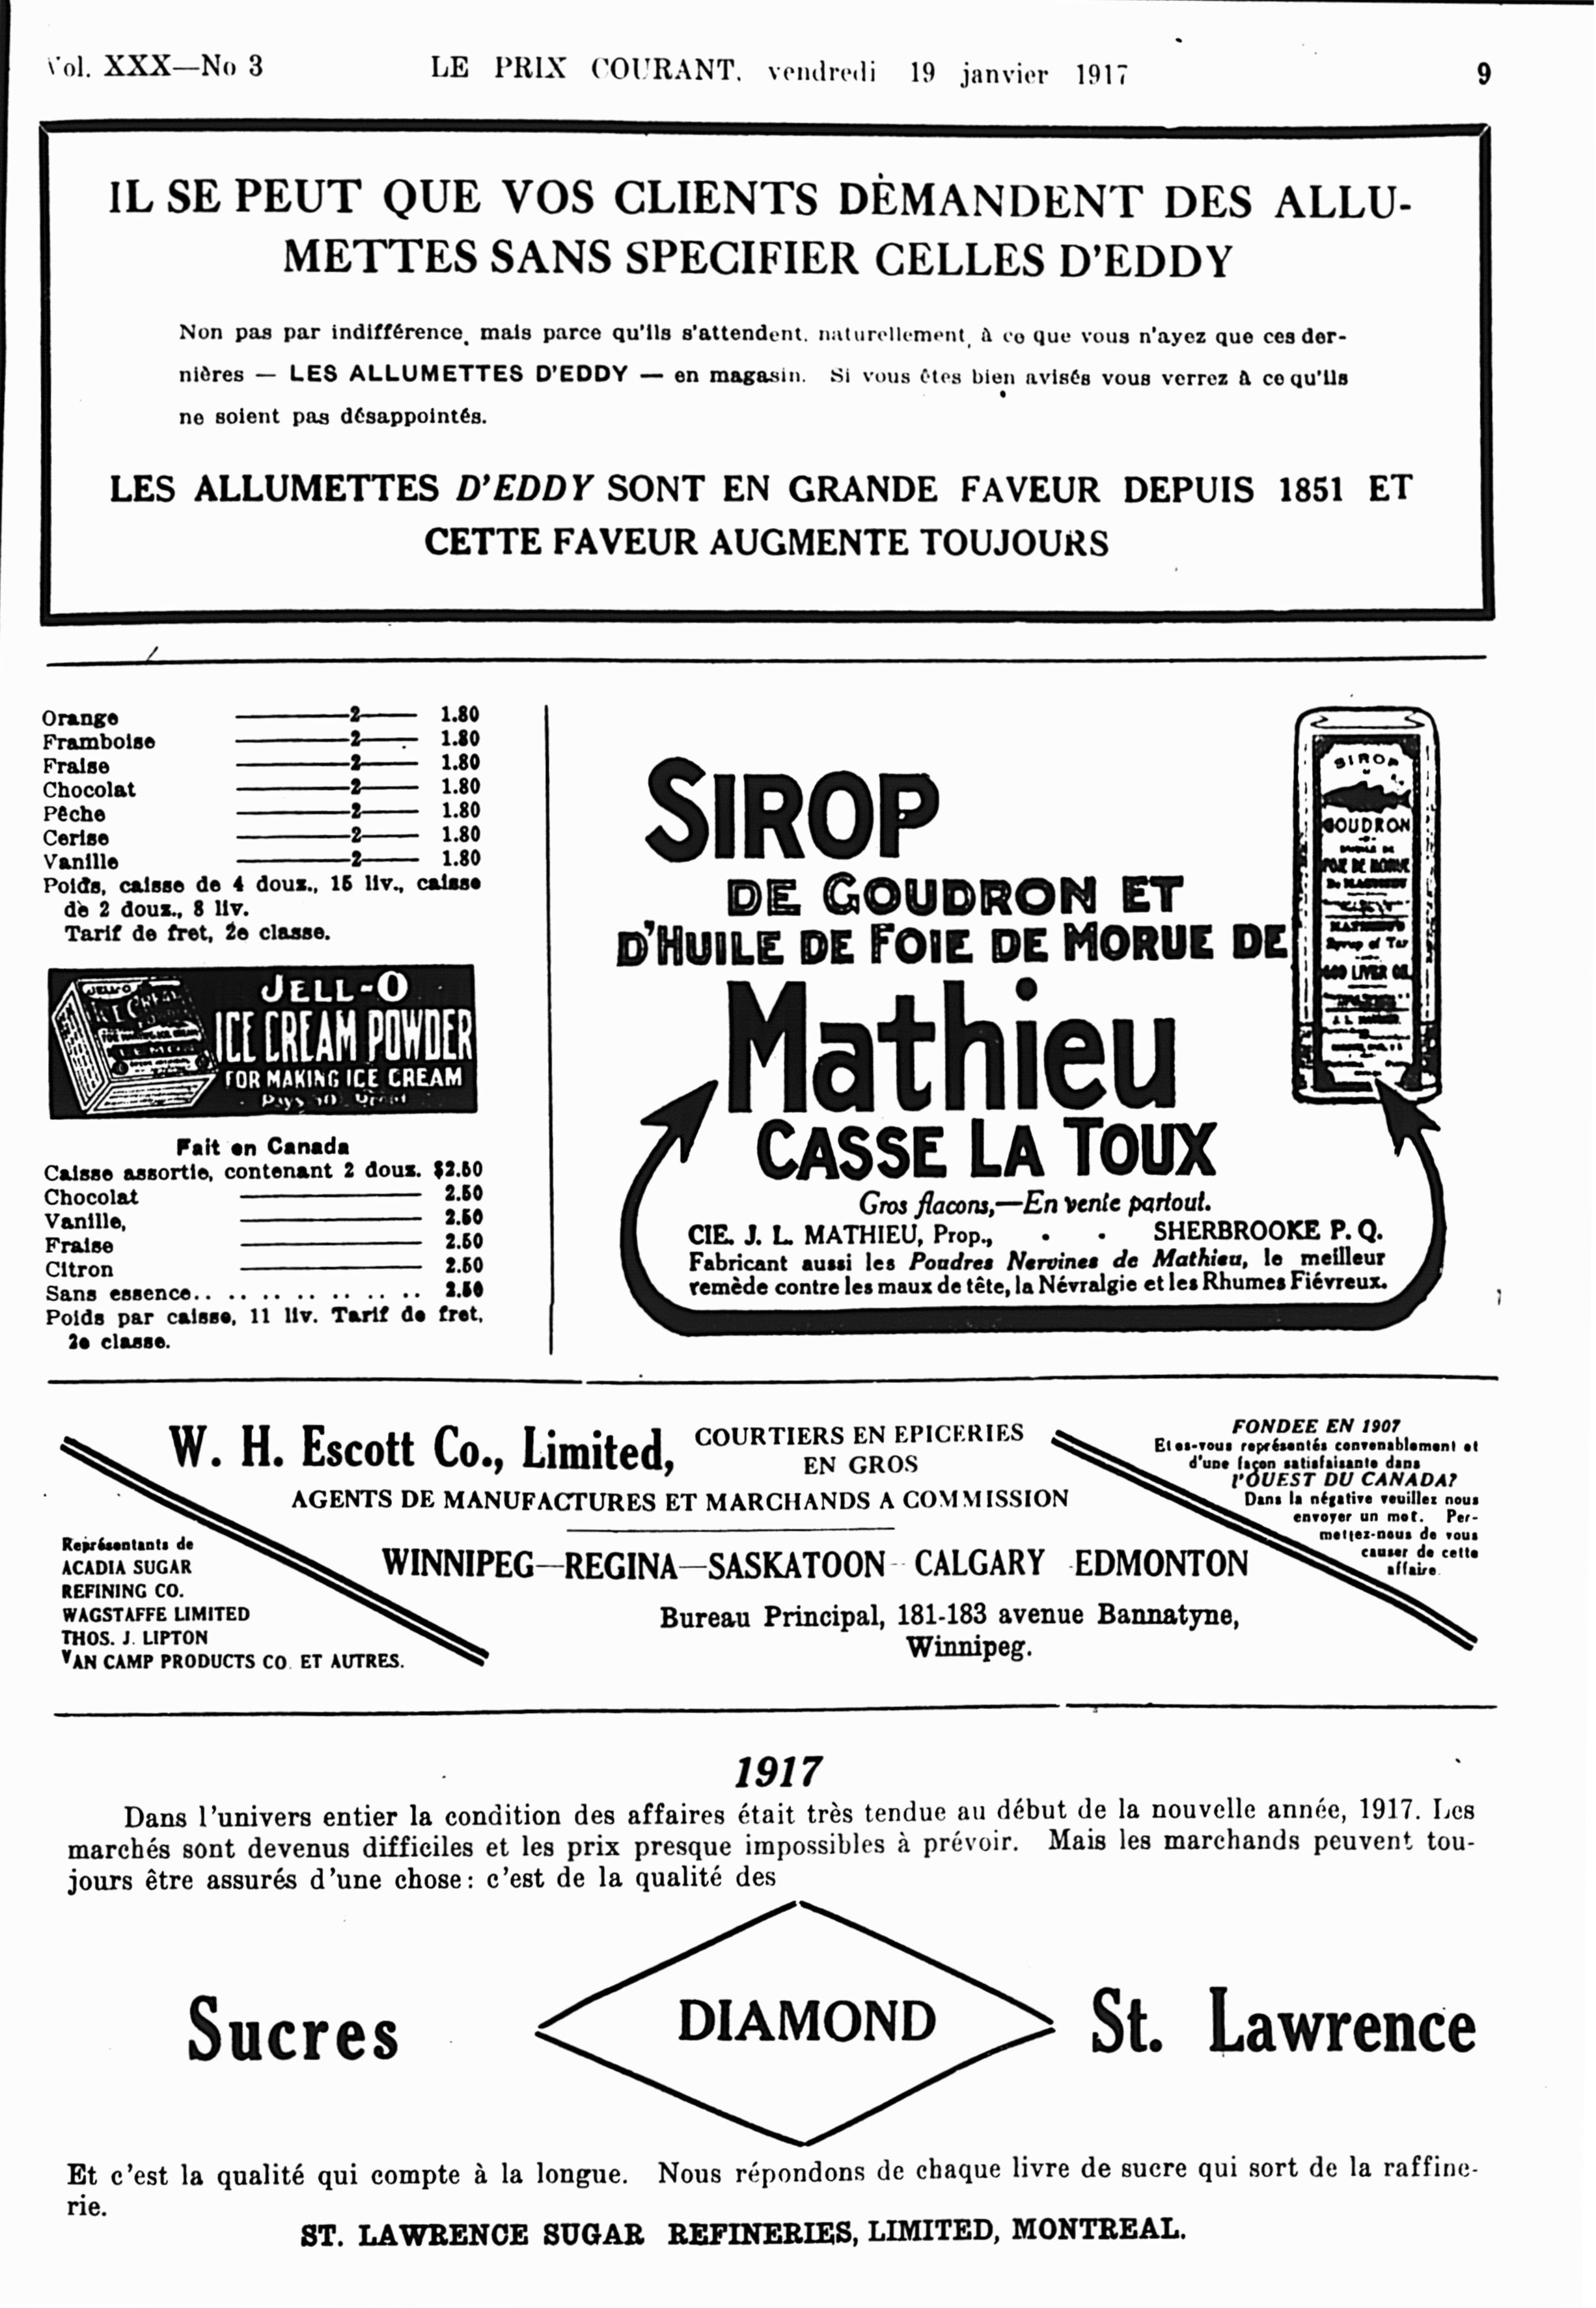 Vol. XXX—No 3 LE PRIX COURANT, vendredi 19 janvier 1917 9
IL SE PEUT QUE VOS CLIENTS DEMANDENT DES ALLU-
METTES SANS SPECIFIER CELLES D'EDDY
Non pas par indifférence, mais parce qu'ils s'attendent, naturellement, à ce que vous n'ayez que ces der-
nières — LES ALLUMETTES D'EDDY — en magasin. Si vous êtes bien avisés vous verrez à ce qu'ils
ne soient pas désappointés.
LES ALLUMETTES D'EDDY SONT EN GRANDE FAVEUR DEPUIS 1851 ET
CETTE FAVEUR AUGMENTE TOUJOURS
Orange ——2—— 1.80
Framboise ——2—— 1.80
Fraise ——2—— 1.80
Chocolat ——2—— 1.80
Pêche ——2—— 1.80
Cerise ——2—— 1.80
Vanille ——2—— 1.80
Poids, caisse de 4 douz., 15 liv., caisse
de 2 douz., 8 liv.
Tarif de fret, 2e classe.
JELL-O
ICE CREAM POWDER
FOR MAKING ICE CREAM
Fait en Canada
Caisse assortie, contenant 2 douz. $2.50
Chocolat —— 2.50
Vanille, —— 2.50
Fraise —— 2.50
Citron —— 2.50
Sans essence.. .. .. .. .. .. .. .. 2.50
Poids par caisse, 11 liv. Tarif de fret,
2e classe.
SIROP
DE GOUDRON ET
D'HUILE DE FOIE DE MORUE DE
Mathieu
CASSE LA TOUX
Gros flacons,—En vente partout.
CIE. J. L. MATHIEU, Prop., . . SHERBROOKE P. Q.
Fabricant aussi les Poudres Nervines de Mathieu, le meilleur
remède contre les maux de tête, la Névralgie et les Rhumes Fiévreux.
SIROP
GOUDRON
FOIE DE MORUE
Syrup of Tar
COD LIVER OIL
W. H. Escott Co., Limited,
COURTIERS EN EPICERIES
EN GROS
AGENTS DE MANUFACTURES ET MARCHANDS A COMMISSION
WINNIPEG—REGINA—SASKATOON—CALGARY EDMONTON
Bureau Principal, 181-183 avenue Bannatyne,
Winnipeg.
Représentants de
ACADIA SUGAR
REFINING CO.
WAGSTAFFE LIMITED
THOS. J. LIPTON
VAN CAMP PRODUCTS CO. ET AUTRES.
FONDEE EN 1907
Etes-vous représentés convenablement et
d'une façon satisfaisante dans
l'OUEST DU CANADA?
Dans la négative veuillez nous
envoyer un mot. Per-
mettez-nous de vous
causer de cette
affaire.
1917
Dans l'univers entier la condition des affaires était très tendue au début de la nouvelle année, 1917. Les
marchés sont devenus difficiles et les prix presque impossibles à prévoir. Mais les marchands peuvent tou-
jours être assurés d'une chose: c'est de la qualité des
Sucres DIAMOND St. Lawrence
Et c'est la qualité qui compte à la longue. Nous répondons de chaque livre de sucre qui sort de la raffine-
rie.
ST. LAWRENCE SUGAR REFINERIES, LIMITED, MONTREAL.